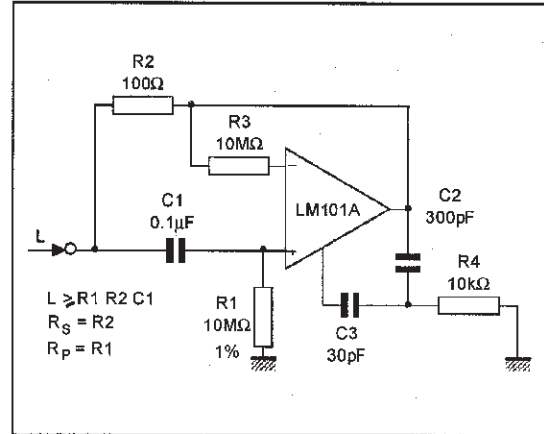 R2
100Ω
R3
10MΩ
LM101A
C1
0.1µF
C2
300pF
L
R4
10kΩ
L ⩾ R1 R2 C1
R_S = R2
R_P = R1
R1
10MΩ
1%
C3
30pF